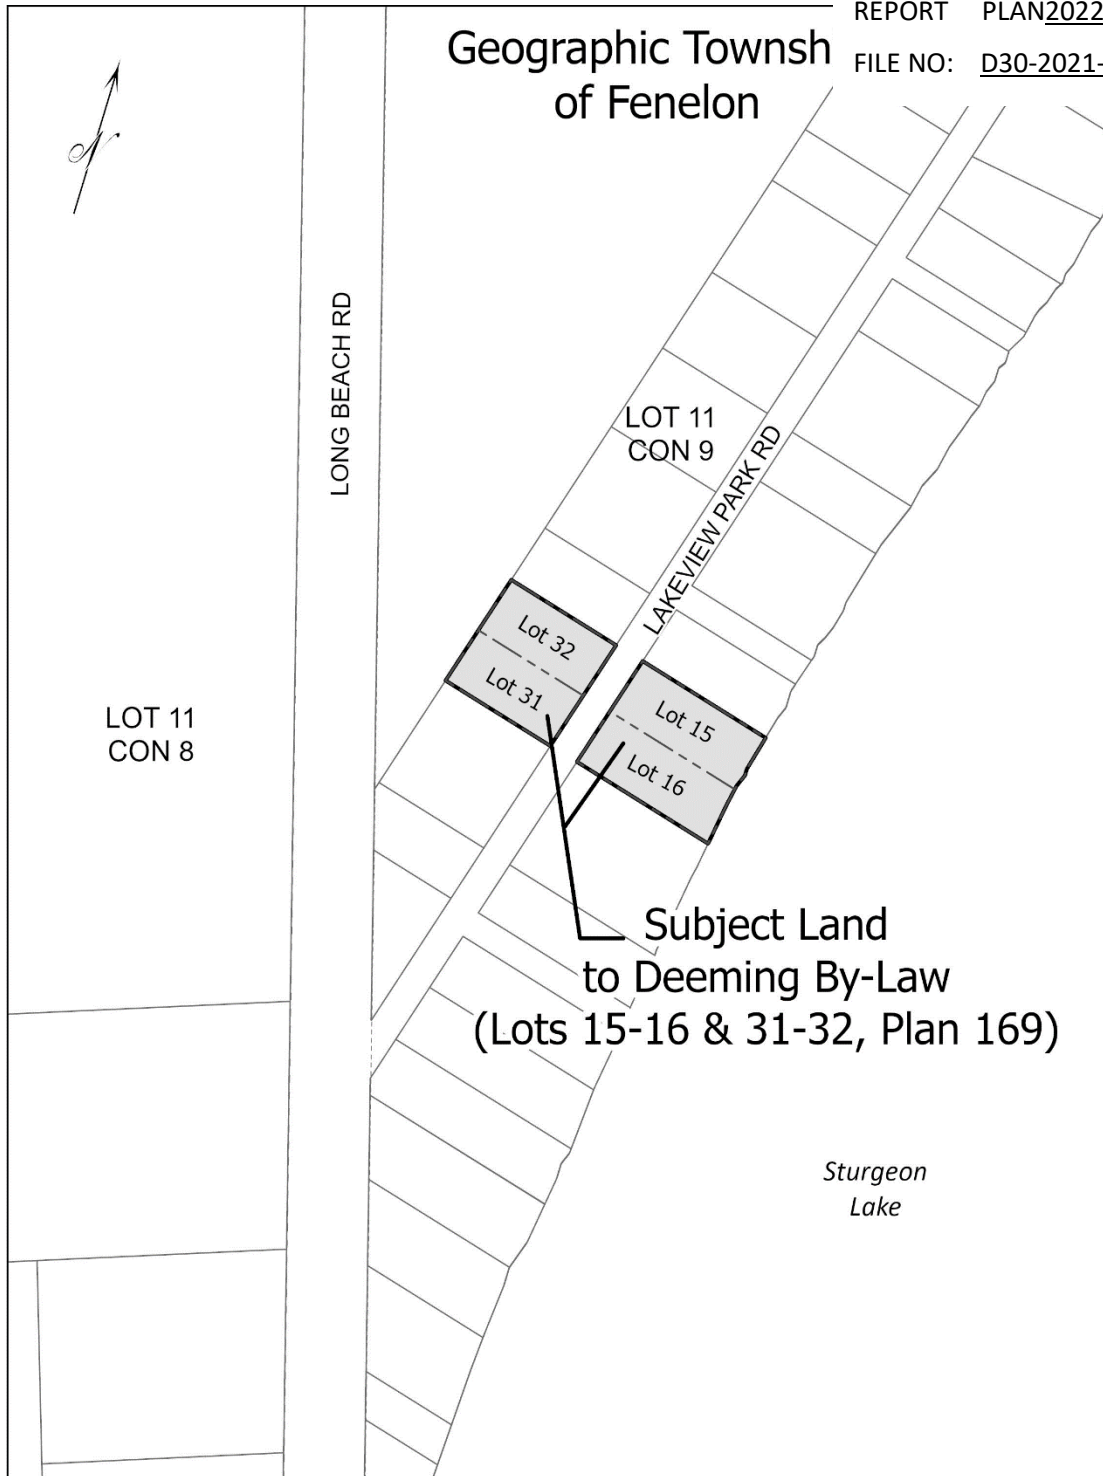 REPORT PLAN2022
FILE NO: D30-2021-
Geographic Townsh
of Fenelon
N
LONG BEACH RD
LOT 11
CON 9
LAKEVIEW PARK RD
Lot 32
Lot 31
Lot 15
Lot 16
LOT 11
CON 8
Subject Land
to Deeming By-Law
(Lots 15-16 & 31-32, Plan 169)
Sturgeon
Lake